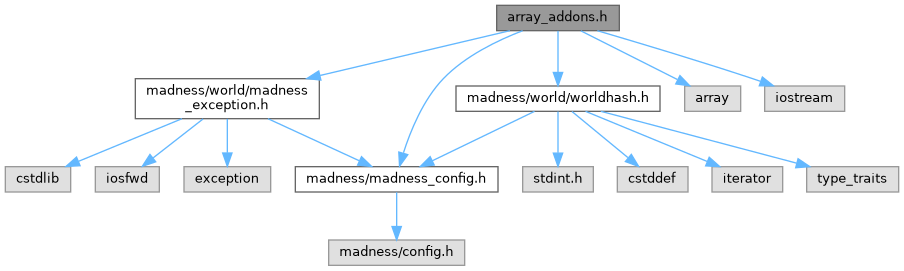 array_addons.h
madness/world/madness
_exception.h
madness/world/worldhash.h
array
iostream
cstdlib
iosfwd
exception
madness/madness_config.h
stdint.h
cstddef
iterator
type_traits
madness/config.h